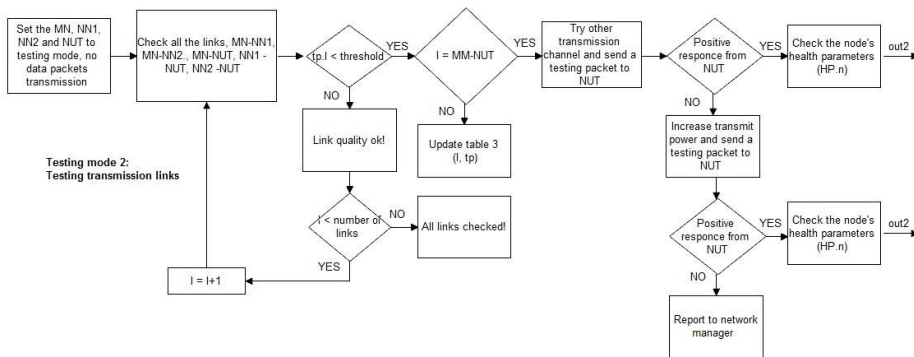 Set the MN, NN1,
NN2 and NUT to
testing mode, no
data packets
transmission
Check all the links, MN-NN1,
MN-NN2., MN-NUT, NN1 -
NUT, NN2 -NUT
tp.l < threshold
YES
I = MM-NUT
YES
Try other
transmission
channel and send a
testing packet to
NUT
Positive
responce from
NUT
YES
Check the node's
health parameters
(HP.n)
out2
NO
Link quality ok!
NO
Update table 3
(l, tp)
NO
Increase transmit
power and send a
testing packet to
NUT
Testing mode 2:
Testing transmission links
l < number of
links
NO
All links checked!
YES
I = I+1
Positive
responce from
NUT
YES
Check the node's
health parameters
(HP.n)
out2
NO
Report to network
manager